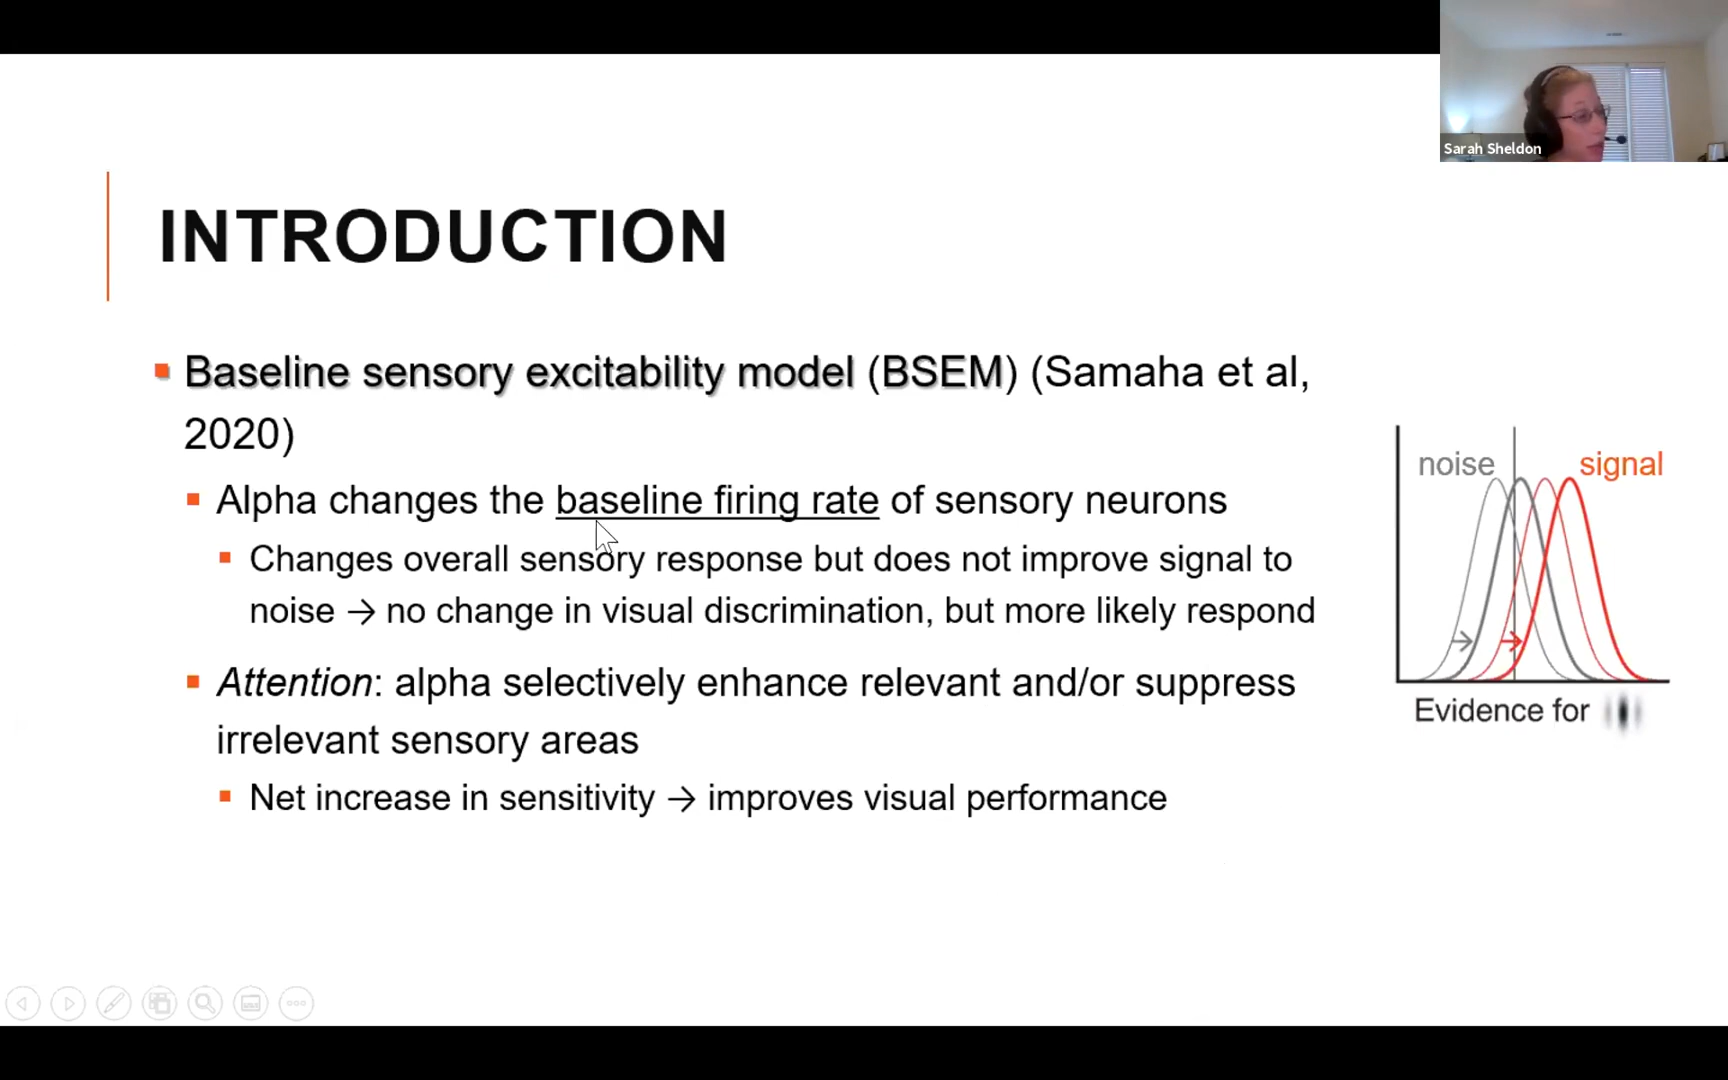 Sarah Sheldon
INTRODUCTION
Baseline sensory excitability model (BSEM) (Samaha et al,
2020)
Alpha changes the baseline firing rate of sensory neurons
Changes overall sensory response but does not improve signal to
noise → no change in visual discrimination, but more likely respond
Attention: alpha selectively enhance relevant and/or suppress
irrelevant sensory areas
Net increase in sensitivity → improves visual performance
noise
signal
Evidence for